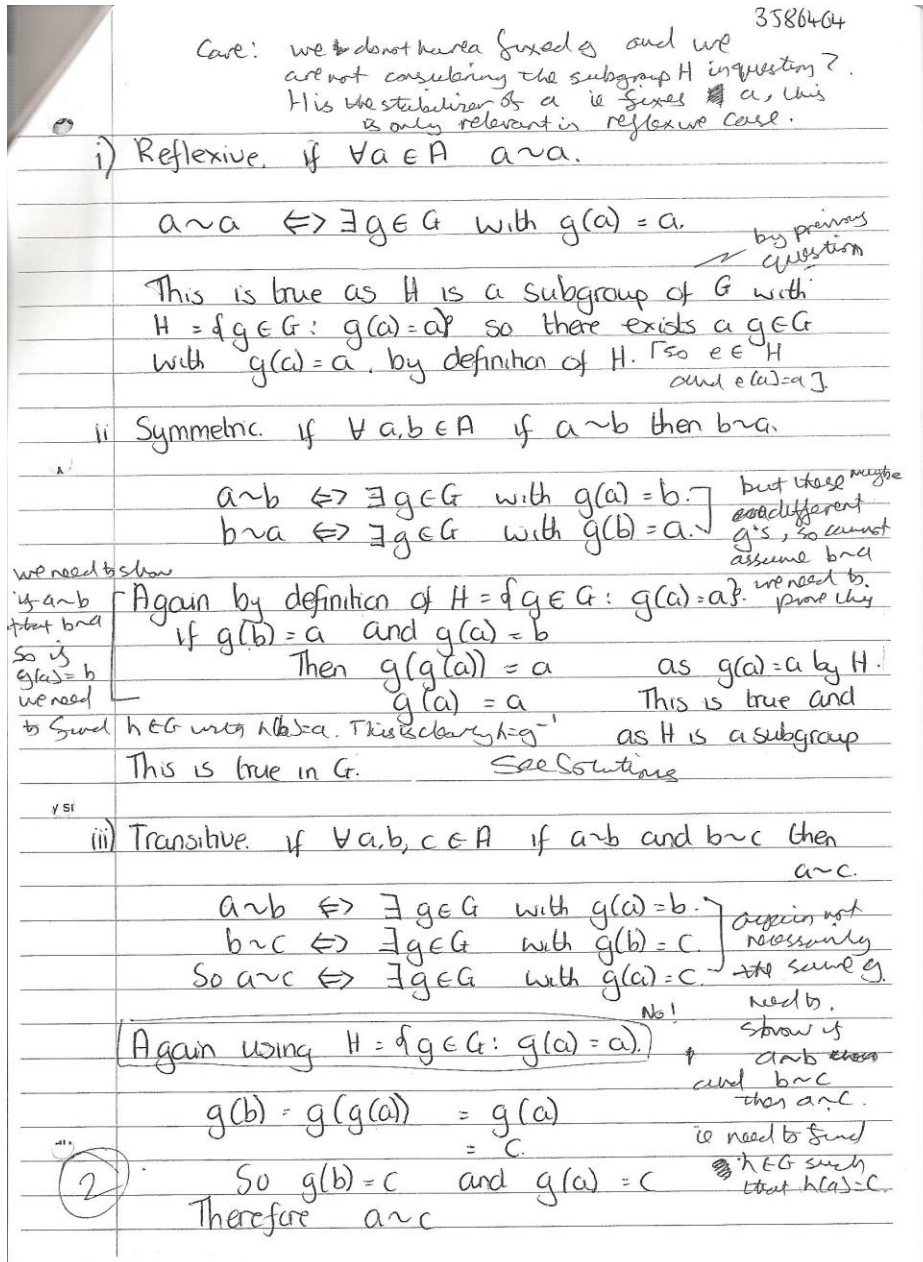 3586464
Care: we do not have a fixed g and we
are not considering the subgroup H in question 2.
H is the stabilizer of a ie fixes a, this
is only relevant in reflexive case.
i) Reflexive. if ∀a ∈ A a~a.
a~a ⇔ ∃g∈G with g(a) = a.
by previous
question
This is true as H is a subgroup of G with
H = {g∈G : g(a)=a} so there exists a g∈G
with g(a)=a, by definition of H. [so e∈H
and e(a)=a].
ii Symmetric. if ∀a,b∈A if a~b then b~a.
a~b ⇔ ∃g∈G with g(a) = b.
b~a ⇔ ∃g∈G with g(b) = a.
but these maybe
different
g's, so cannot
assume b~a
we need to
prove this
we need to show
if a~b
that b~a
so if
g(a)=b
we need
to find h∈G with h(b)=a. This is clearly h=g⁻¹
Again by definition of H = {g∈G : g(a)=a}.
if g(b) = a and g(a) = b
Then g(g(a)) = a as g(a)=a by H.
g(a) = a This is true and
as H is a subgroup
This is true in G. See Solutions
iii) Transitive. if ∀a,b,c∈A if a~b and b~c then
a~c.
a~b ⇔ ∃g∈G with g(a)=b.
b~c ⇔ ∃g∈G with g(b)=c.
So a~c ⇔ ∃g∈G with g(a)=c
again not
necessarily
the same g.
need to
show if
a~b
and b~c
then a~c.
ie need to find
h∈G such
that h(a)=c.
No!
Again using H = {g∈G : g(a) = a).
g(b) = g(g(a)) = g(a)
= c.
So g(b)=c and g(a) = c
Therefore a~c
2